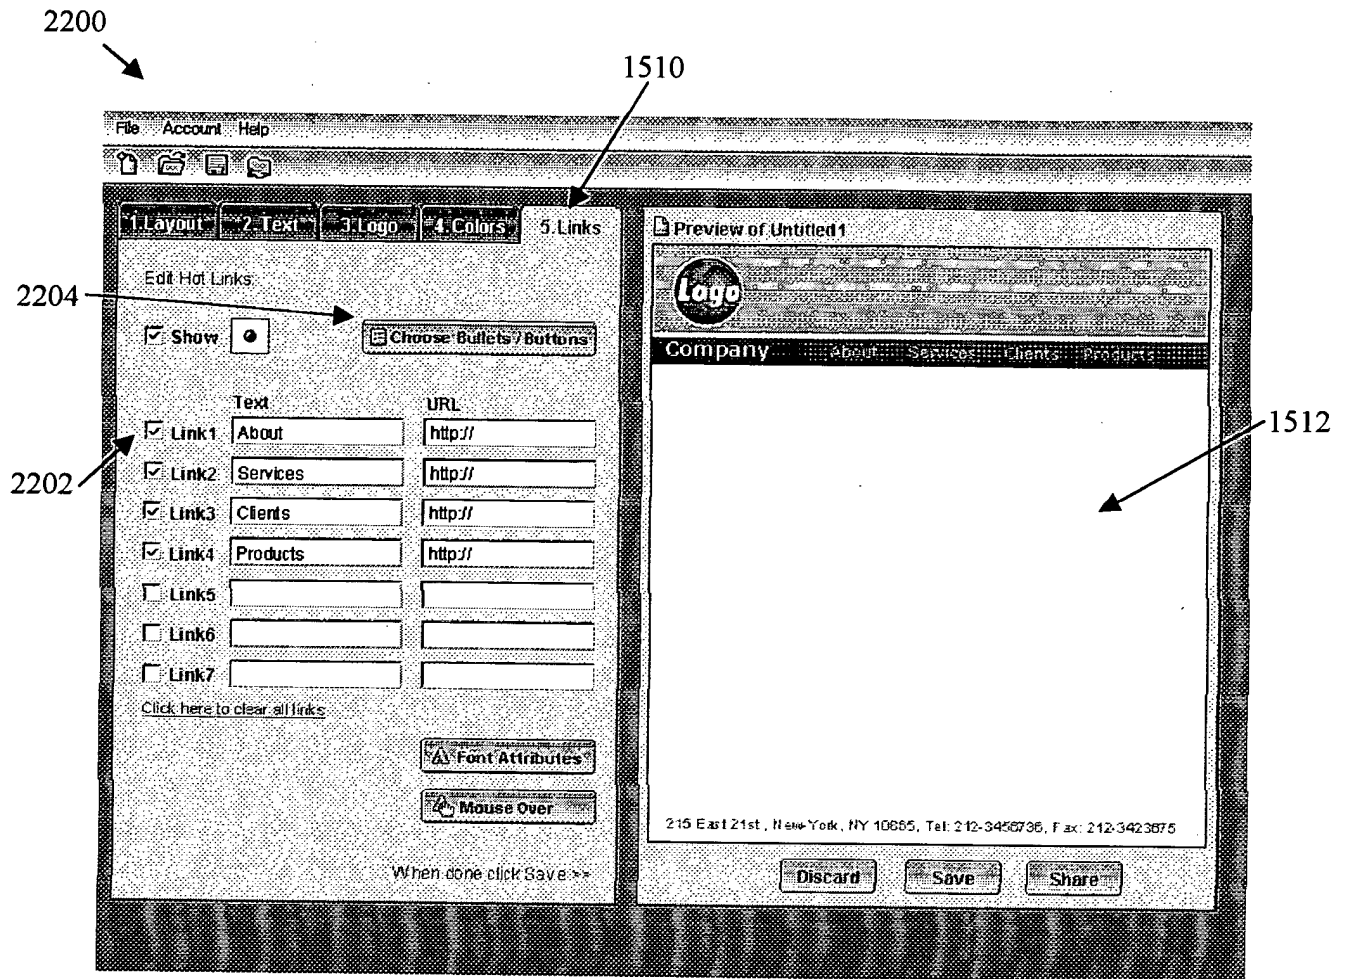 2200
1510
File Account Help
1.Layout 2.Text 3.Logo 4.Colors 5.Links
Preview of Untitled1
Edit Hot Links
Logo
2204
Show
Choose Bullets / Buttons
Company About Services Clients Products
Text URL
Link1 About http://
1512
Link2 Services http://
2202
Link3 Clients http://
Link4 Products http://
Link5
Link6
Link7
Click here to clear all links
Font Attributes
Mouse Over
215 East 21st, New-York, NY 10665, Tel: 212-3456736, Fax: 212-3423675
When done click Save >>
Discard Save Share